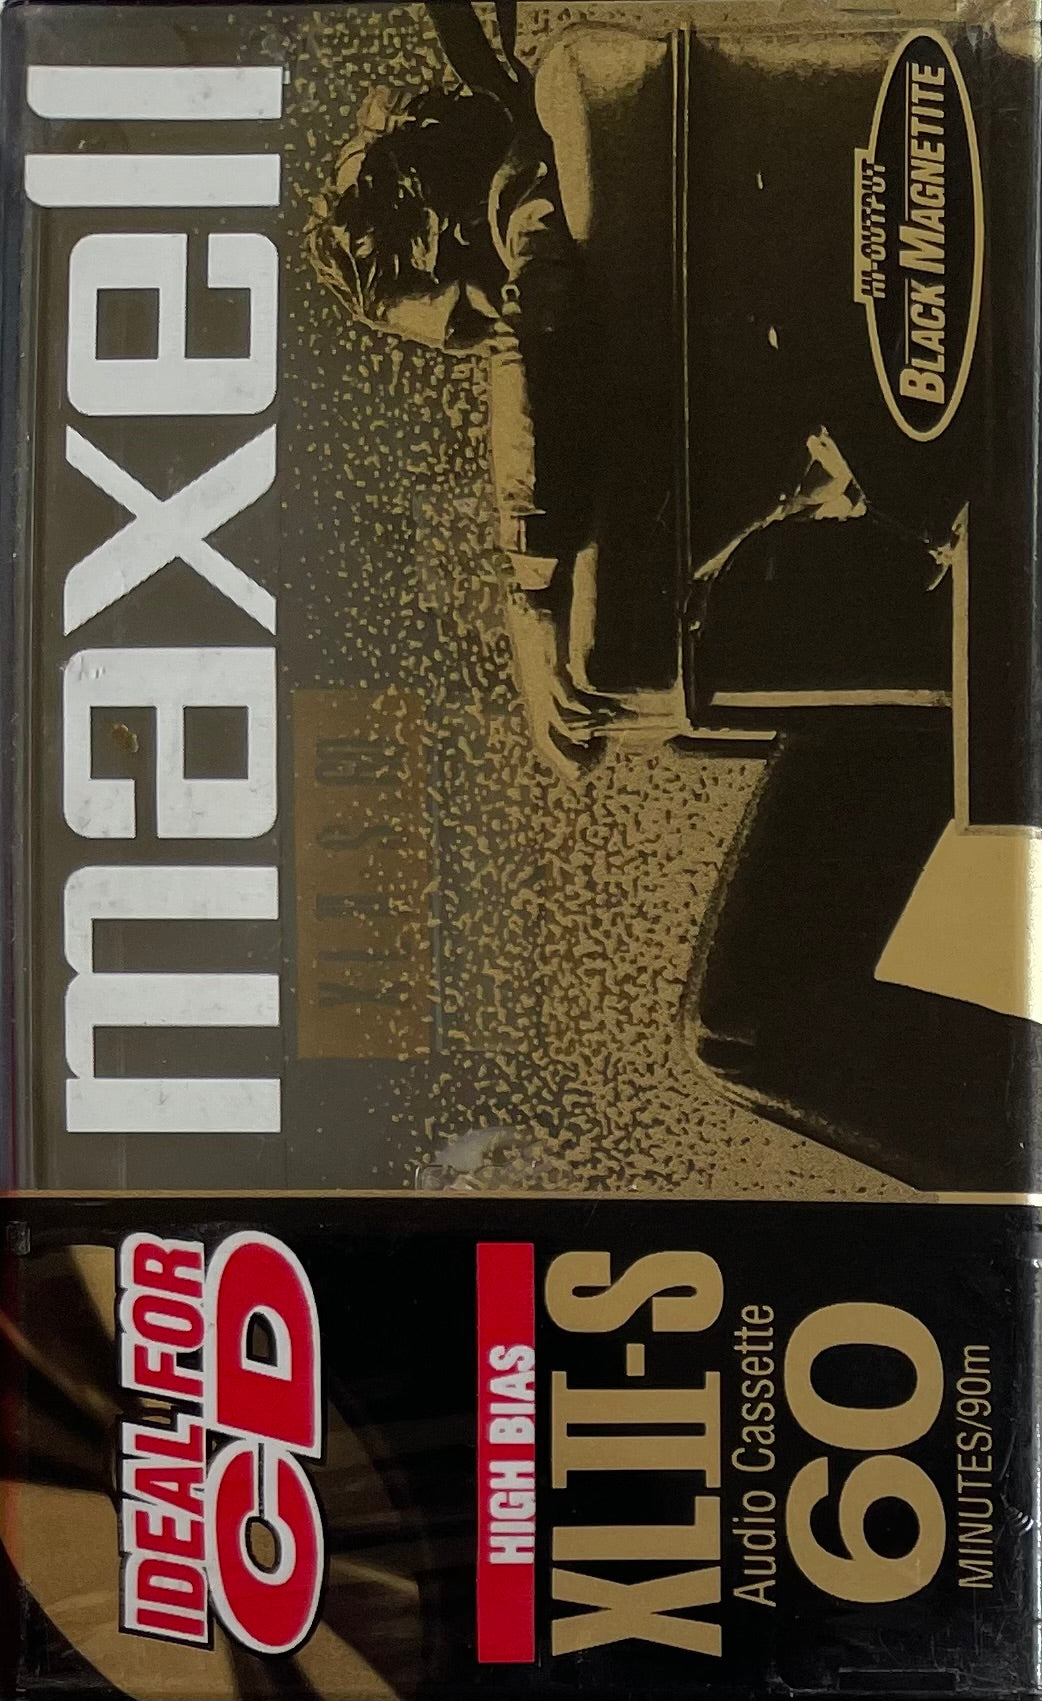 maxell
HI-OUTPUT
BLACK MAGNETITE
IDEAL FOR
CD
HIGH BIAS
XLII-S
Audio Cassette
60
MINUTES/90m